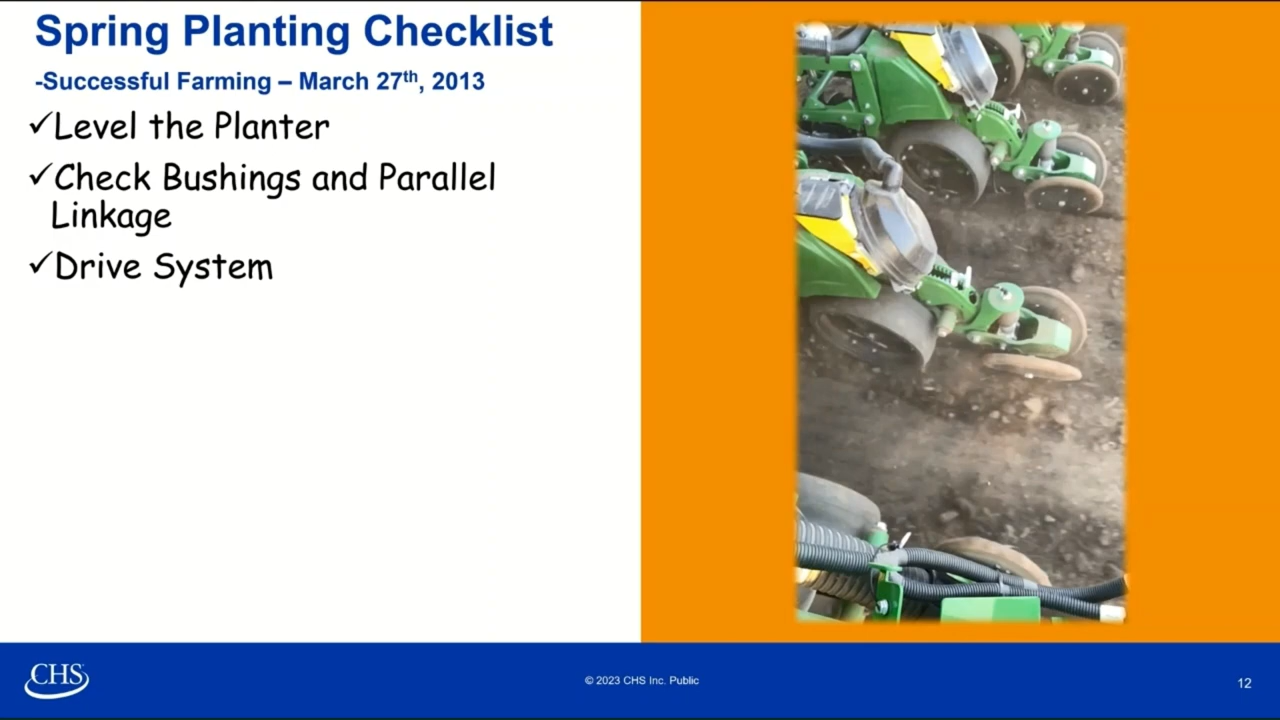 Spring Planting Checklist
-Successful Farming – March 27th, 2013
✓Level the Planter
✓Check Bushings and Parallel
Linkage
✓Drive System
CHS
© 2023 CHS Inc. Public
12